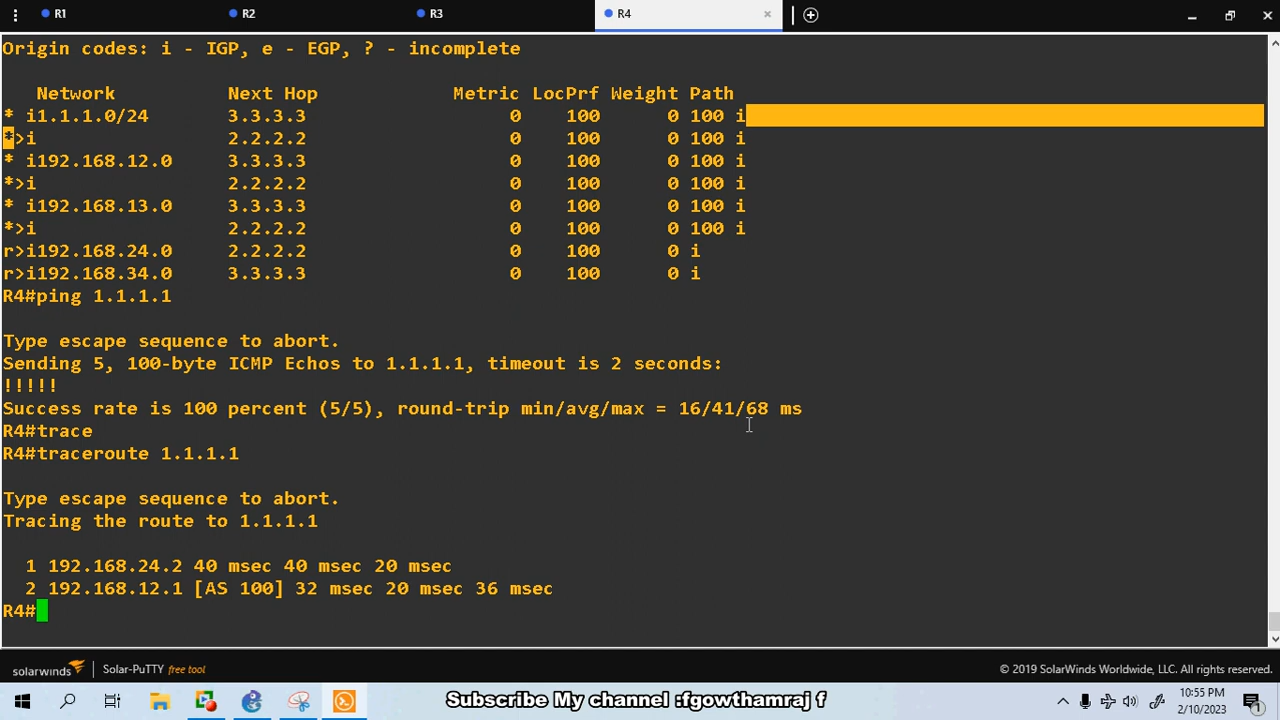 R1 R2 R3 R4
Origin codes: i - IGP, e - EGP, ? - incomplete
Network Next Hop Metric LocPrf Weight Path
* i1.1.1.0/24 3.3.3.3 0 100 0 100 i
*>i 2.2.2.2 0 100 0 100 i
* i192.168.12.0 3.3.3.3 0 100 0 100 i
*>i 2.2.2.2 0 100 0 100 i
* i192.168.13.0 3.3.3.3 0 100 0 100 i
*>i 2.2.2.2 0 100 0 100 i
r>i192.168.24.0 2.2.2.2 0 100 0 i
r>i192.168.34.0 3.3.3.3 0 100 0 i
R4#ping 1.1.1.1
Type escape sequence to abort.
Sending 5, 100-byte ICMP Echos to 1.1.1.1, timeout is 2 seconds:
!!!!!
Success rate is 100 percent (5/5), round-trip min/avg/max = 16/41/68 ms
R4#trace
R4#traceroute 1.1.1.1
Type escape sequence to abort.
Tracing the route to 1.1.1.1
1 192.168.24.2 40 msec 40 msec 20 msec
2 192.168.12.1 [AS 100] 32 msec 20 msec 36 msec
R4#
solarwinds Solar-PuTTY free tool © 2019 SolarWinds Worldwide, LLC. All rights reserved.
Subscribe My channel :fgowthamraj f
10:55 PM
2/10/2023
1